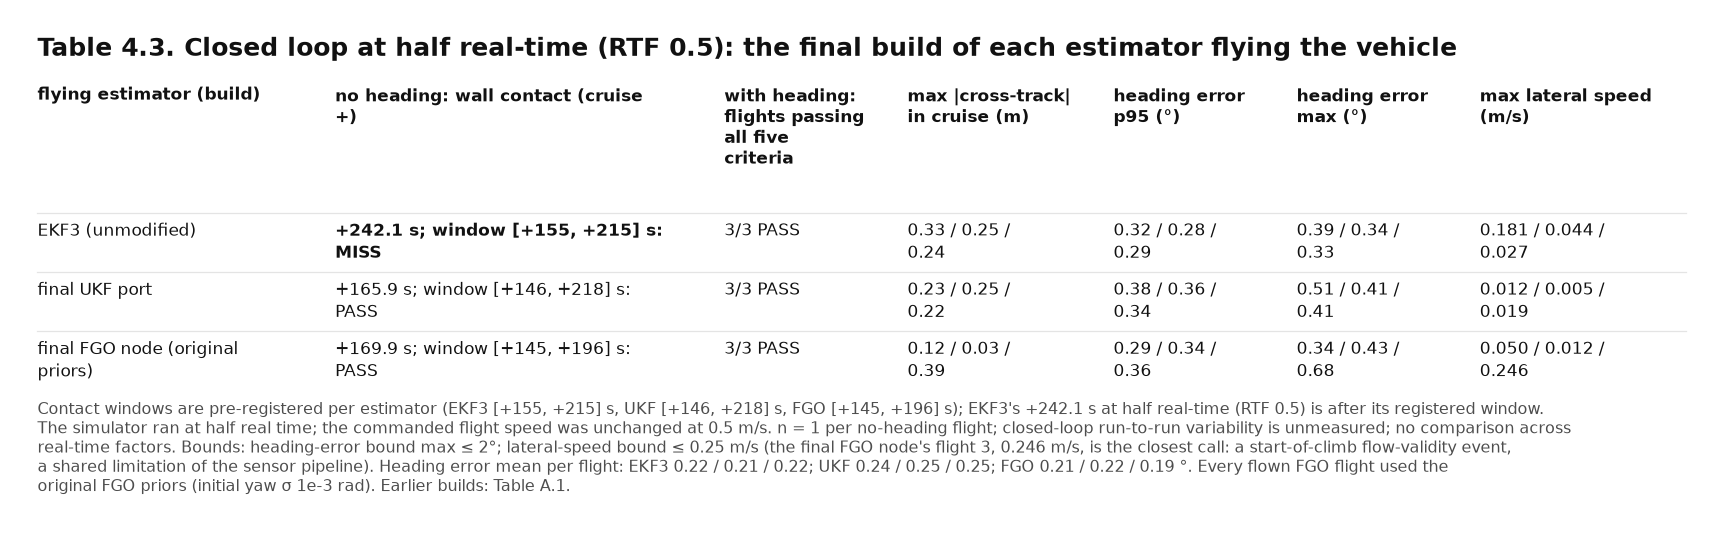 Table 4.3. Closed loop at half real-time (RTF 0.5): the final build of each estimator flying the vehicle
flying estimator (build)
no heading: wall contact (cruise
+)
with heading:
flights passing
all five
criteria
max |cross-track|
in cruise (m)
heading error
p95 (°)
heading error
max (°)
max lateral speed
(m/s)
EKF3 (unmodified)
+242.1 s; window [+155, +215] s:
MISS
3/3 PASS
0.33 / 0.25 /
0.24
0.32 / 0.28 /
0.29
0.39 / 0.34 /
0.33
0.181 / 0.044 /
0.027
final UKF port
+165.9 s; window [+146, +218] s:
PASS
3/3 PASS
0.23 / 0.25 /
0.22
0.38 / 0.36 /
0.34
0.51 / 0.41 /
0.41
0.012 / 0.005 /
0.019
final FGO node (original
priors)
+169.9 s; window [+145, +196] s:
PASS
3/3 PASS
0.12 / 0.03 /
0.39
0.29 / 0.34 /
0.36
0.34 / 0.43 /
0.68
0.050 / 0.012 /
0.246
Contact windows are pre-registered per estimator (EKF3 [+155, +215] s, UKF [+146, +218] s, FGO [+145, +196] s); EKF3's +242.1 s at half real-time (RTF 0.5) is after its registered window.
The simulator ran at half real time; the commanded flight speed was unchanged at 0.5 m/s. n = 1 per no-heading flight; closed-loop run-to-run variability is unmeasured; no comparison across
real-time factors. Bounds: heading-error bound max ≤ 2°; lateral-speed bound ≤ 0.25 m/s (the final FGO node's flight 3, 0.246 m/s, is the closest call: a start-of-climb flow-validity event,
a shared limitation of the sensor pipeline). Heading error mean per flight: EKF3 0.22 / 0.21 / 0.22; UKF 0.24 / 0.25 / 0.25; FGO 0.21 / 0.22 / 0.19 °. Every flown FGO flight used the
original FGO priors (initial yaw σ 1e-3 rad). Earlier builds: Table A.1.